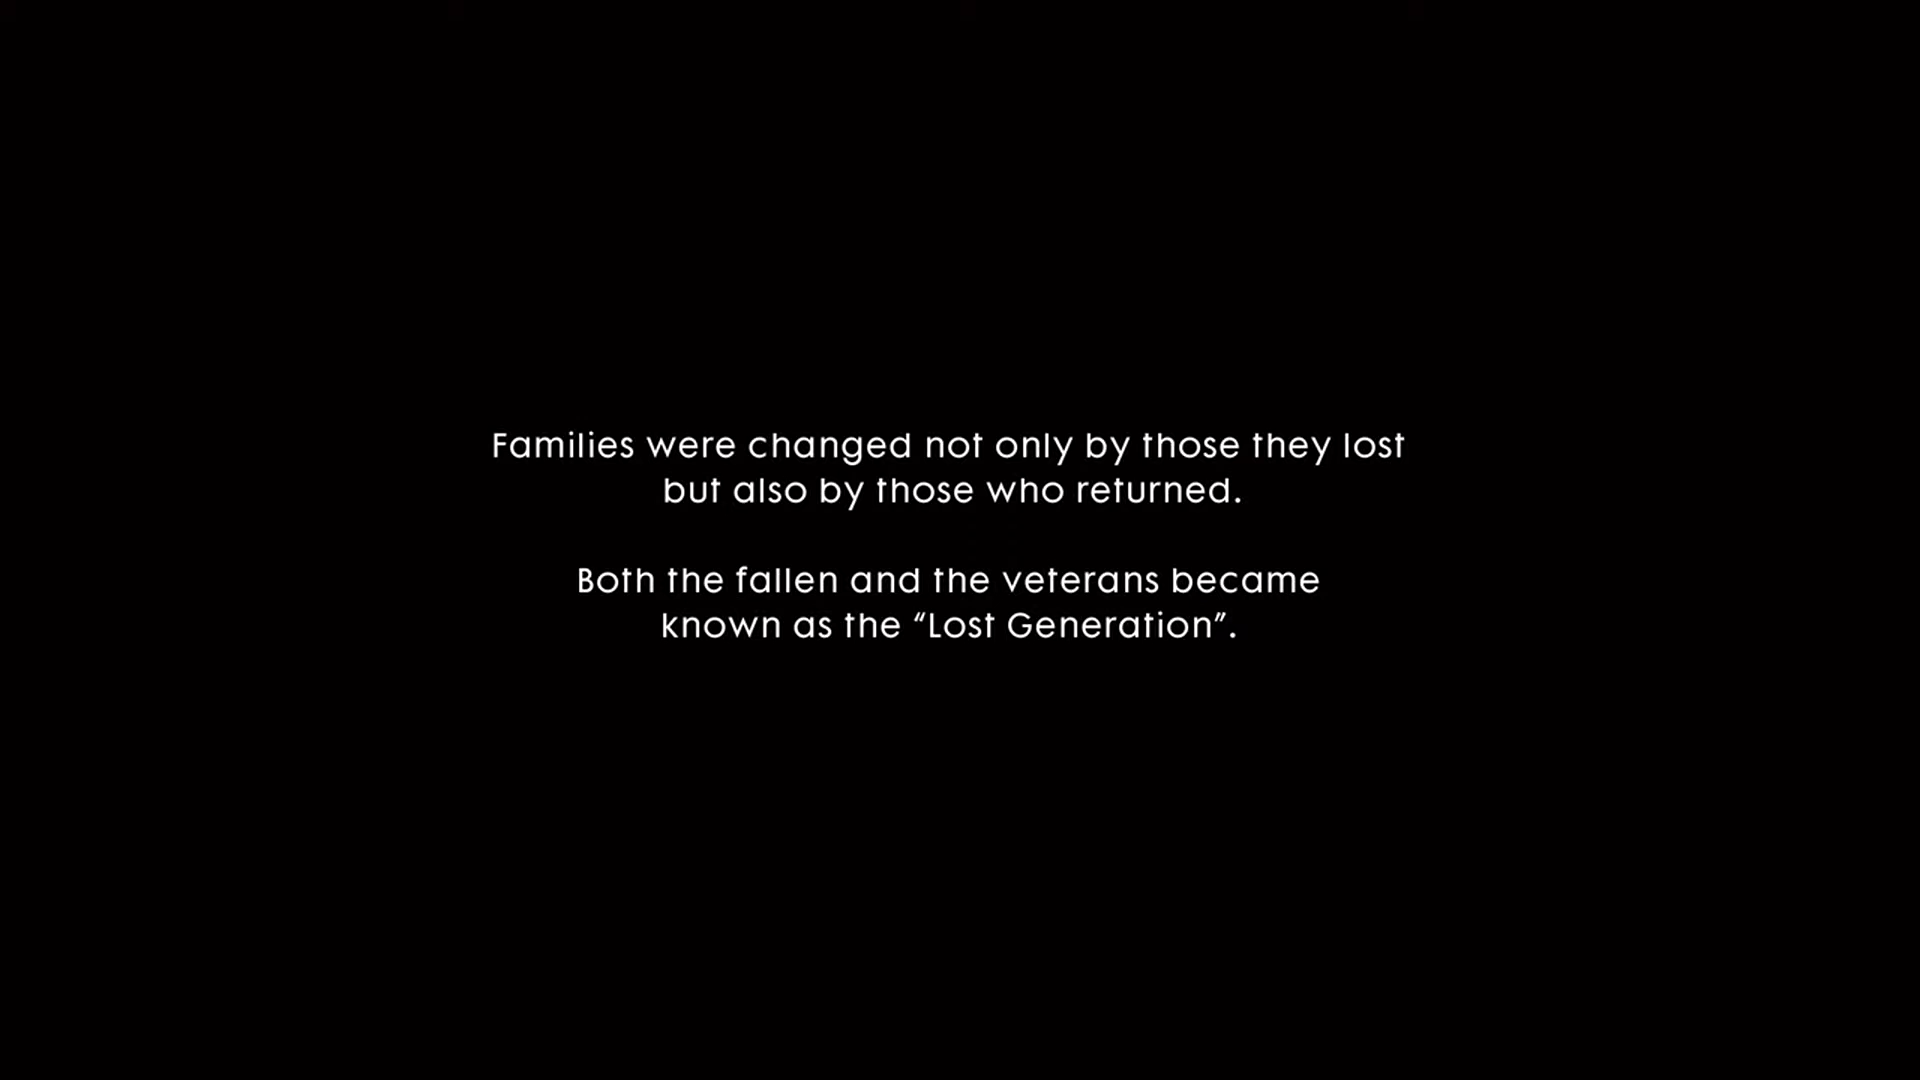 Families were changed not only by those they lost
but also by those who returned.
Both the fallen and the veterans became
known as the “Lost Generation”.